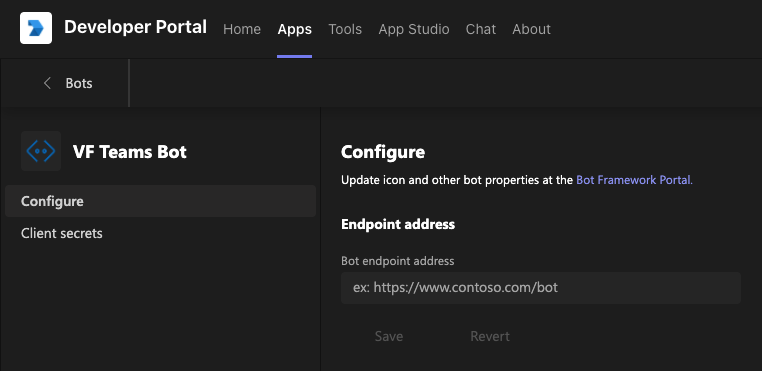 Developer Portal Home Apps Tools App Studio Chat About
Bots
VF Teams Bot
Configure
Client secrets
Configure
Update icon and other bot properties at the Bot Framework Portal.
Endpoint address
Bot endpoint address
ex: https://www.contoso.com/bot
Save Revert